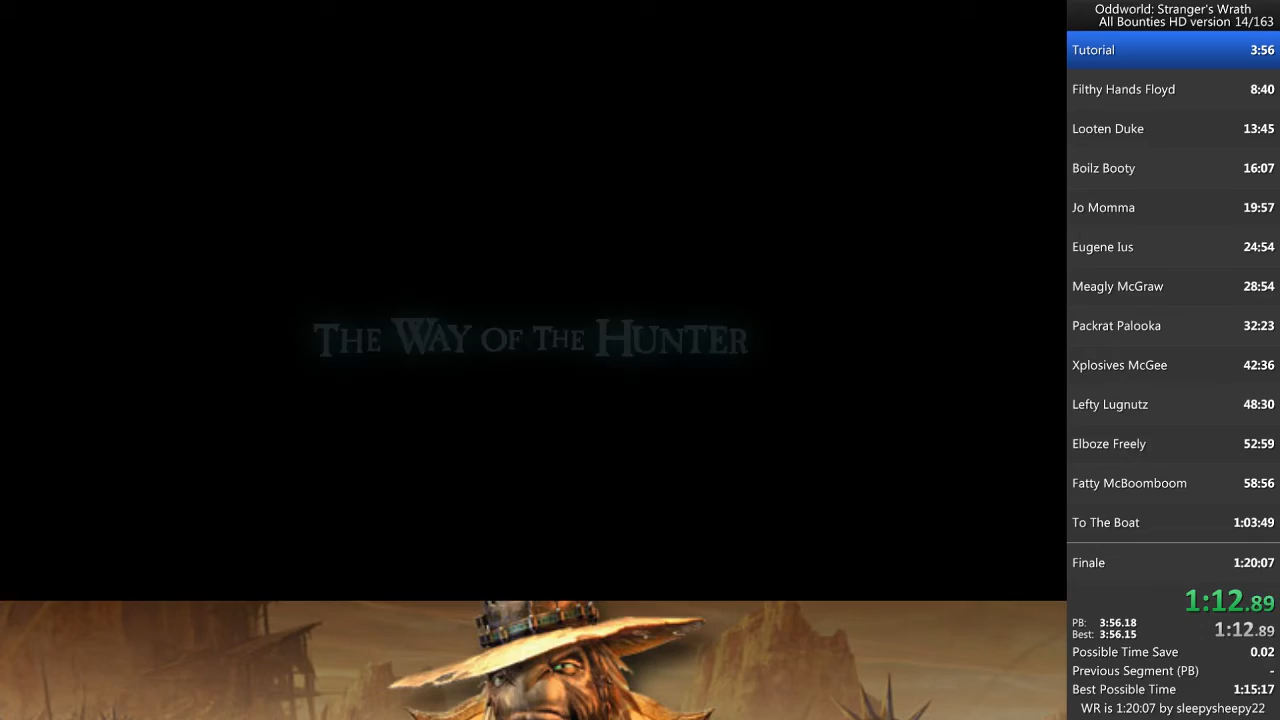 The Way of the Hunter
Oddworld: Stranger's Wrath
All Bounties HD version 14/163
Tutorial 3:56
Filthy Hands Floyd 8:40
Looten Duke 13:45
Boilz Booty 16:07
Jo Momma 19:57
Eugene Ius 24:54
Meagly McGraw 28:54
Packrat Palooka 32:23
Xplosives McGee 42:36
Lefty Lugnutz 48:30
Elboze Freely 52:59
Fatty McBoomboom 58:56
To The Boat 1:03:49
Finale 1:20:07
1:12.89
PB: 3:56.18
Best: 3:56.15
1:12.89
Possible Time Save 0.02
Previous Segment (PB) -
Best Possible Time 1:15:17
WR is 1:20:07 by sleepysheepy22